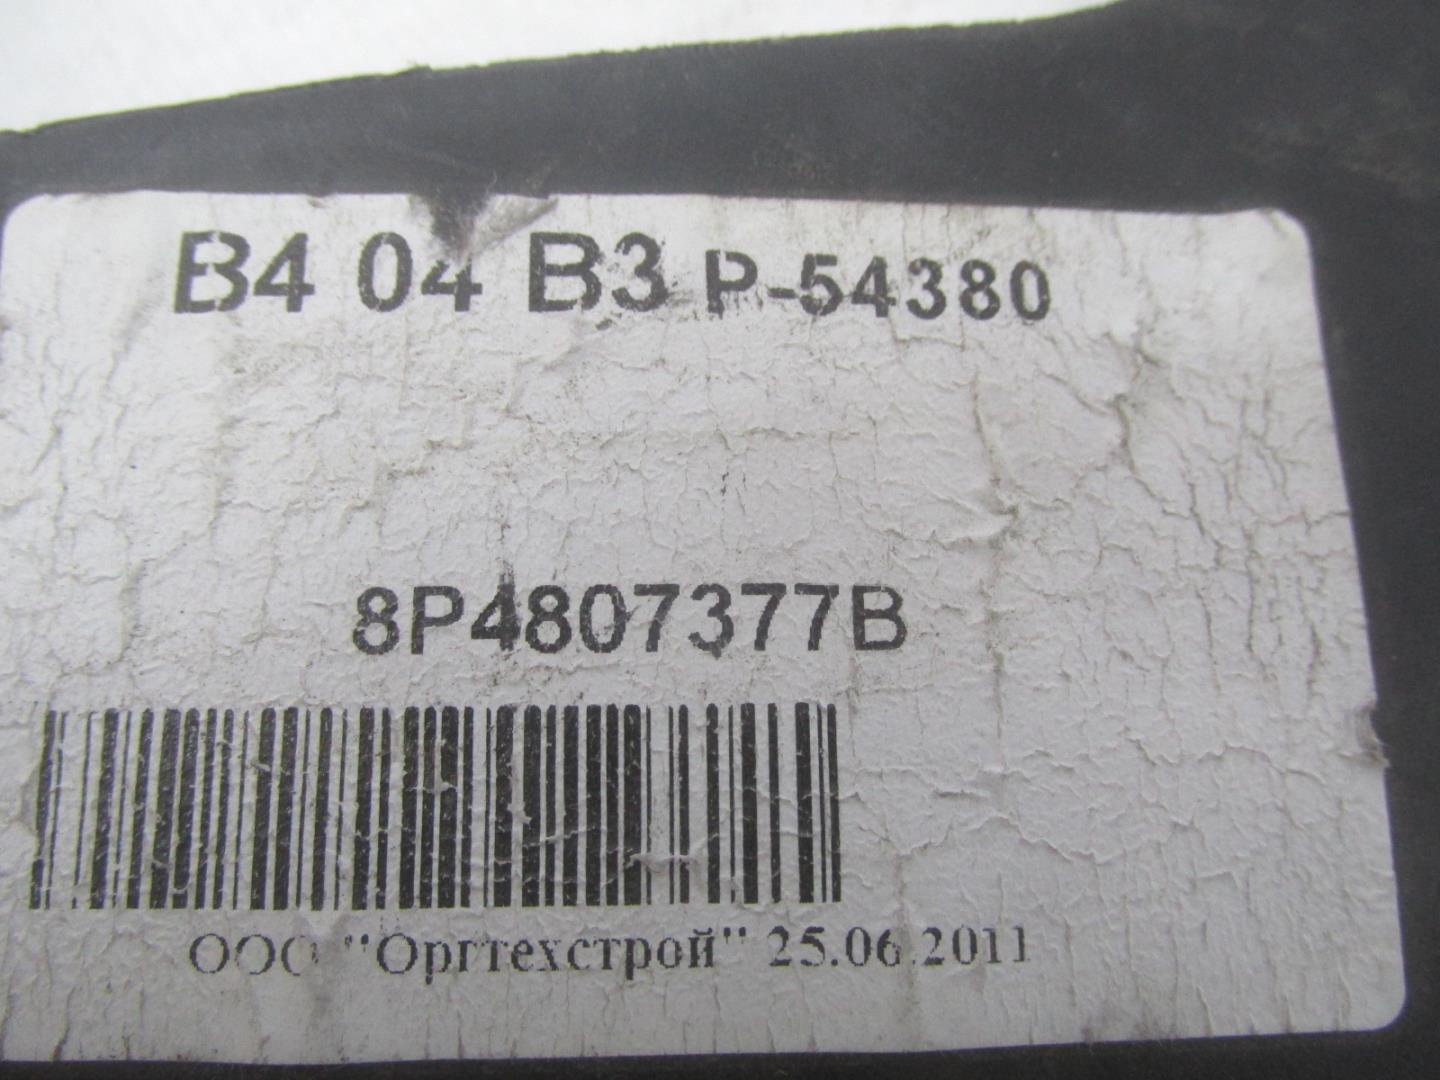 B4 04 B3 P-54380
8P4807377B
ООО "Оргтехстрой" 25.06.2011